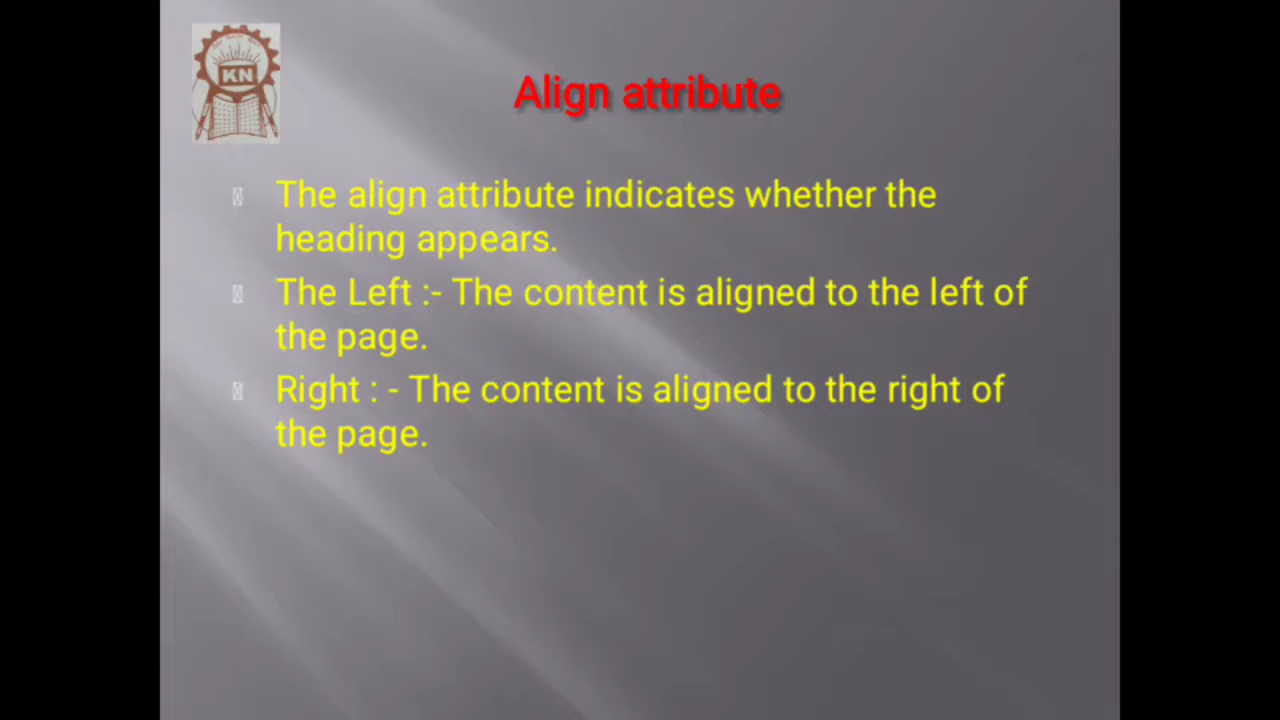 KN
Align attribute
The align attribute indicates whether the
heading appears.
The Left :- The content is aligned to the left of
the page.
Right : - The content is aligned to the right of
the page.